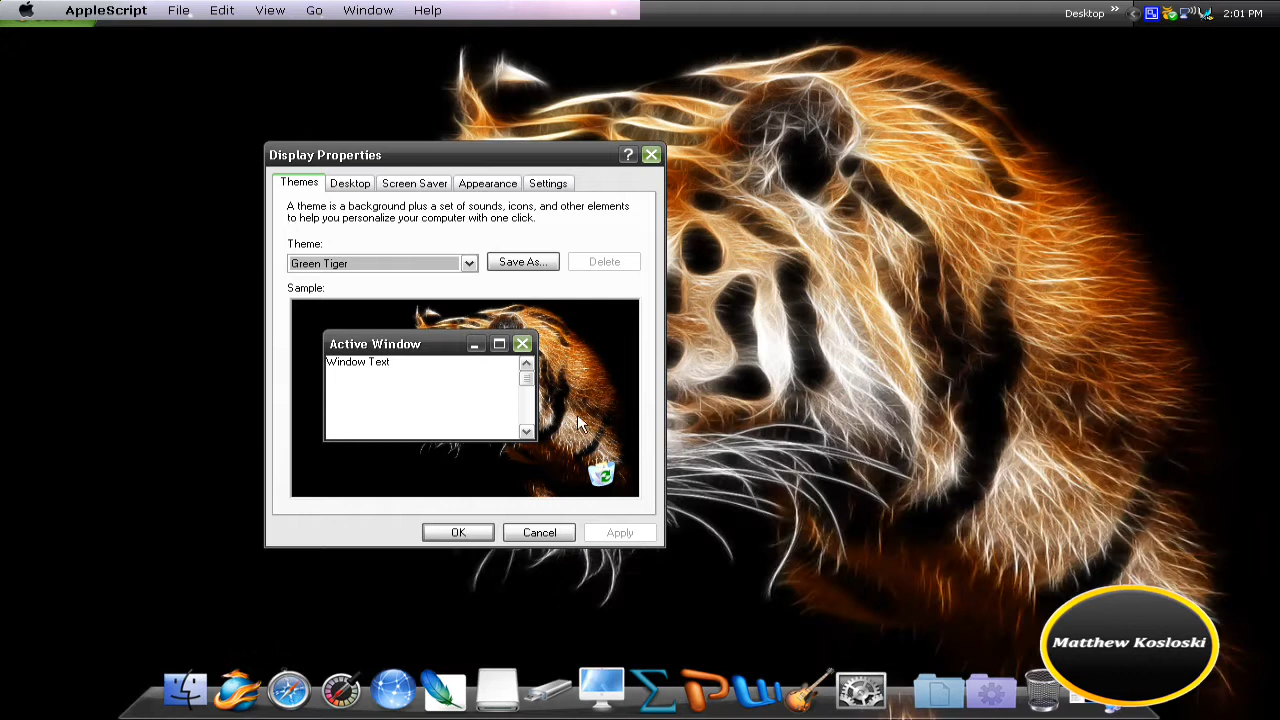 AppleScript File Edit View Go Window Help
Desktop » 2:01 PM
Display Properties
Themes Desktop Screen Saver Appearance Settings
A theme is a background plus a set of sounds, icons, and other elements
to help you personalize your computer with one click.
Theme:
Green Tiger Save As... Delete
Sample:
Active Window
Window Text
OK Cancel Apply
Matthew Kosloski